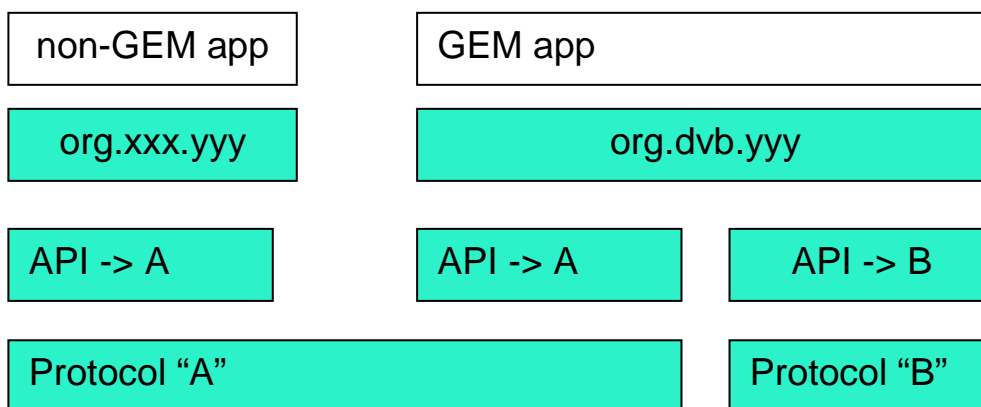 non-GEM app
GEM app
org.xxx.yyy
org.dvb.yyy
API -> A
API -> A
API -> B
Protocol “A”
Protocol “B”